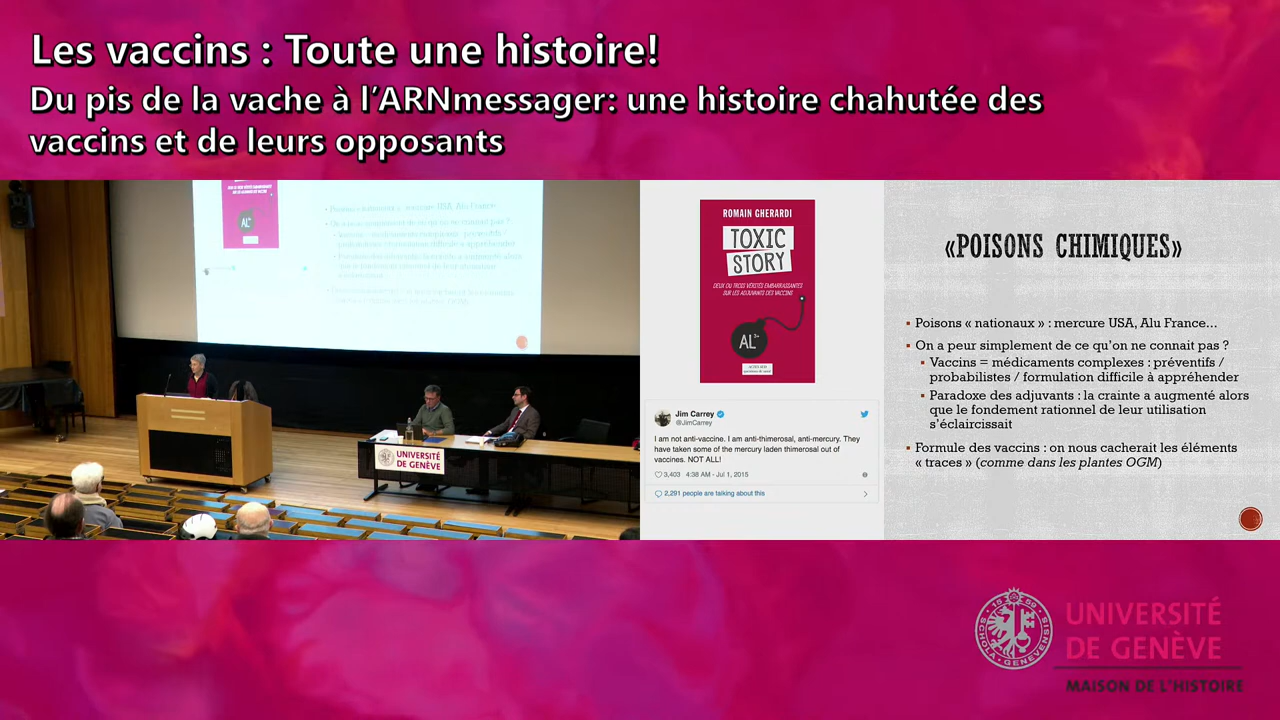 Les vaccins : Toute une histoire!
Du pis de la vache à l'ARNmessager: une histoire chahutée des
vaccins et de leurs opposants
UNIVERSITÉ
DE GENÈVE
ROMAIN GHERARDI
TOXIC
STORY
DEUX OU TROIS VÉRITÉS EMBARRASSANTES
SUR LES ADJUVANTS DES VACCINS
AL3+
ACTES SUD
Jim Carrey
@JimCarrey
I am not anti-vaccine. I am anti-thimerosal, anti-mercury. They
have taken some of the mercury laden thimerosal out of
vaccines. NOT ALL!
3,403 4:38 AM - Jul 1, 2015
2,291 people are talking about this
«POISONS CHIMIQUES»
▪ Poisons « nationaux » : mercure USA, Alu France...
▪ On a peur simplement de ce qu'on ne connait pas ?
▪ Vaccins = médicaments complexes : préventifs /
probabilistes / formulation difficile à appréhender
▪ Paradoxe des adjuvants : la crainte a augmenté alors
que le fondement rationnel de leur utilisation
s'éclaircissait
▪ Formule des vaccins : on nous cacherait les éléments
« traces » (comme dans les plantes OGM)
SCHOLA GENEVENSIS
1559
UNIVERSITÉ
DE GENÈVE
MAISON DE L'HISTOIRE